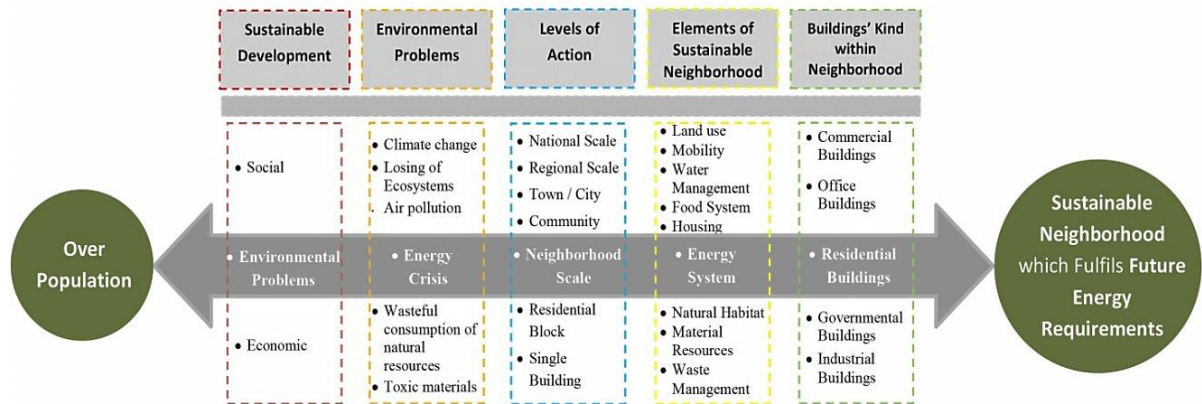 Sustainable
Development
Environmental
Problems
Levels of
Action
Elements of
Sustainable
Neighborhood
Buildings' Kind
within
Neighborhood
Over
Population
• Social
• Environmental
Problems
• Economic
• Climate change
• Losing of
Ecosystems
. Air pollution
• Energy
Crisis
• Wasteful
consumption of
natural
resources
• Toxic materials
• National Scale
• Regional Scale
• Town / City
• Community
• Neighborhood
Scale
• Residential
Block
• Single
Building
• Land use
• Mobility
• Water
Management
• Food System
• Housing
• Energy
System
• Natural Habitat
• Material
Resources
• Waste
Management
• Commercial
Buildings
• Office
Buildings
• Residential
Buildings
• Governmental
Buildings
• Industrial
Buildings
Sustainable
Neighborhood
which Fulfils Future
Energy
Requirements